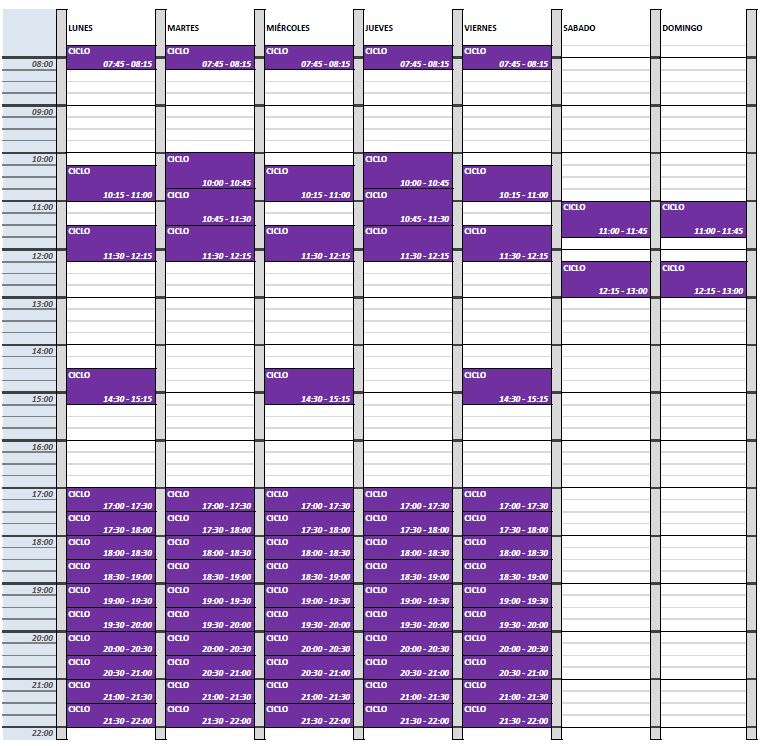 LUNES MARTES MIÉRCOLES JUEVES VIERNES SABADO DOMINGO
CICLO CICLO CICLO CICLO CICLO
08:00 07:45 - 08:15 07:45 - 08:15 07:45 - 08:15 07:45 - 08:15 07:45 - 08:15
09:00
10:00 CICLO CICLO
CICLO CICLO CICLO
10:00 - 10:45 10:00 - 10:45
10:15 - 11:00 CICLO 10:15 - 11:00 CICLO 10:15 - 11:00
11:00 CICLO CICLO
10:45 - 11:30 10:45 - 11:30
CICLO CICLO CICLO CICLO CICLO 11:00 - 11:45 11:00 - 11:45
12:00 11:30 - 12:15 11:30 - 12:15 11:30 - 12:15 11:30 - 12:15 11:30 - 12:15
CICLO CICLO
12:15 - 13:00 12:15 - 13:00
13:00
14:00
CICLO CICLO CICLO
15:00 14:30 - 15:15 14:30 - 15:15 14:30 - 15:15
16:00
17:00 CICLO CICLO CICLO CICLO CICLO
17:00 - 17:30 17:00 - 17:30 17:00 - 17:30 17:00 - 17:30 17:00 - 17:30
CICLO CICLO CICLO CICLO CICLO
17:30 - 18:00 17:30 - 18:00 17:30 - 18:00 17:30 - 18:00 17:30 - 18:00
18:00 CICLO CICLO CICLO CICLO CICLO
18:00 - 18:30 18:00 - 18:30 18:00 - 18:30 18:00 - 18:30 18:00 - 18:30
CICLO CICLO CICLO CICLO CICLO
18:30 - 19:00 18:30 - 19:00 18:30 - 19:00 18:30 - 19:00 18:30 - 19:00
19:00 CICLO CICLO CICLO CICLO CICLO
19:00 - 19:30 19:00 - 19:30 19:00 - 19:30 19:00 - 19:30 19:00 - 19:30
CICLO CICLO CICLO CICLO CICLO
19:30 - 20:00 19:30 - 20:00 19:30 - 20:00 19:30 - 20:00 19:30 - 20:00
20:00 CICLO CICLO CICLO CICLO CICLO
20:00 - 20:30 20:00 - 20:30 20:00 - 20:30 20:00 - 20:30 20:00 - 20:30
CICLO CICLO CICLO CICLO CICLO
20:30 - 21:00 20:30 - 21:00 20:30 - 21:00 20:30 - 21:00 20:30 - 21:00
21:00 CICLO CICLO CICLO CICLO CICLO
21:00 - 21:30 21:00 - 21:30 21:00 - 21:30 21:00 - 21:30 21:00 - 21:30
CICLO CICLO CICLO CICLO CICLO
21:30 - 22:00 21:30 - 22:00 21:30 - 22:00 21:30 - 22:00 21:30 - 22:00
22:00